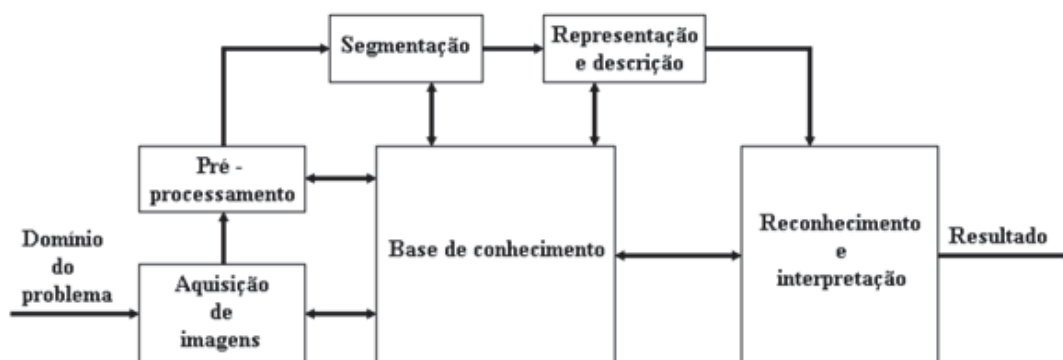 Segmentação
Representação
e descrição
Pré -
processamento
Domínio
do
problema
Aquisição
de
imagens
Base de conhecimento
Reconhecimento
e
interpretação
Resultado